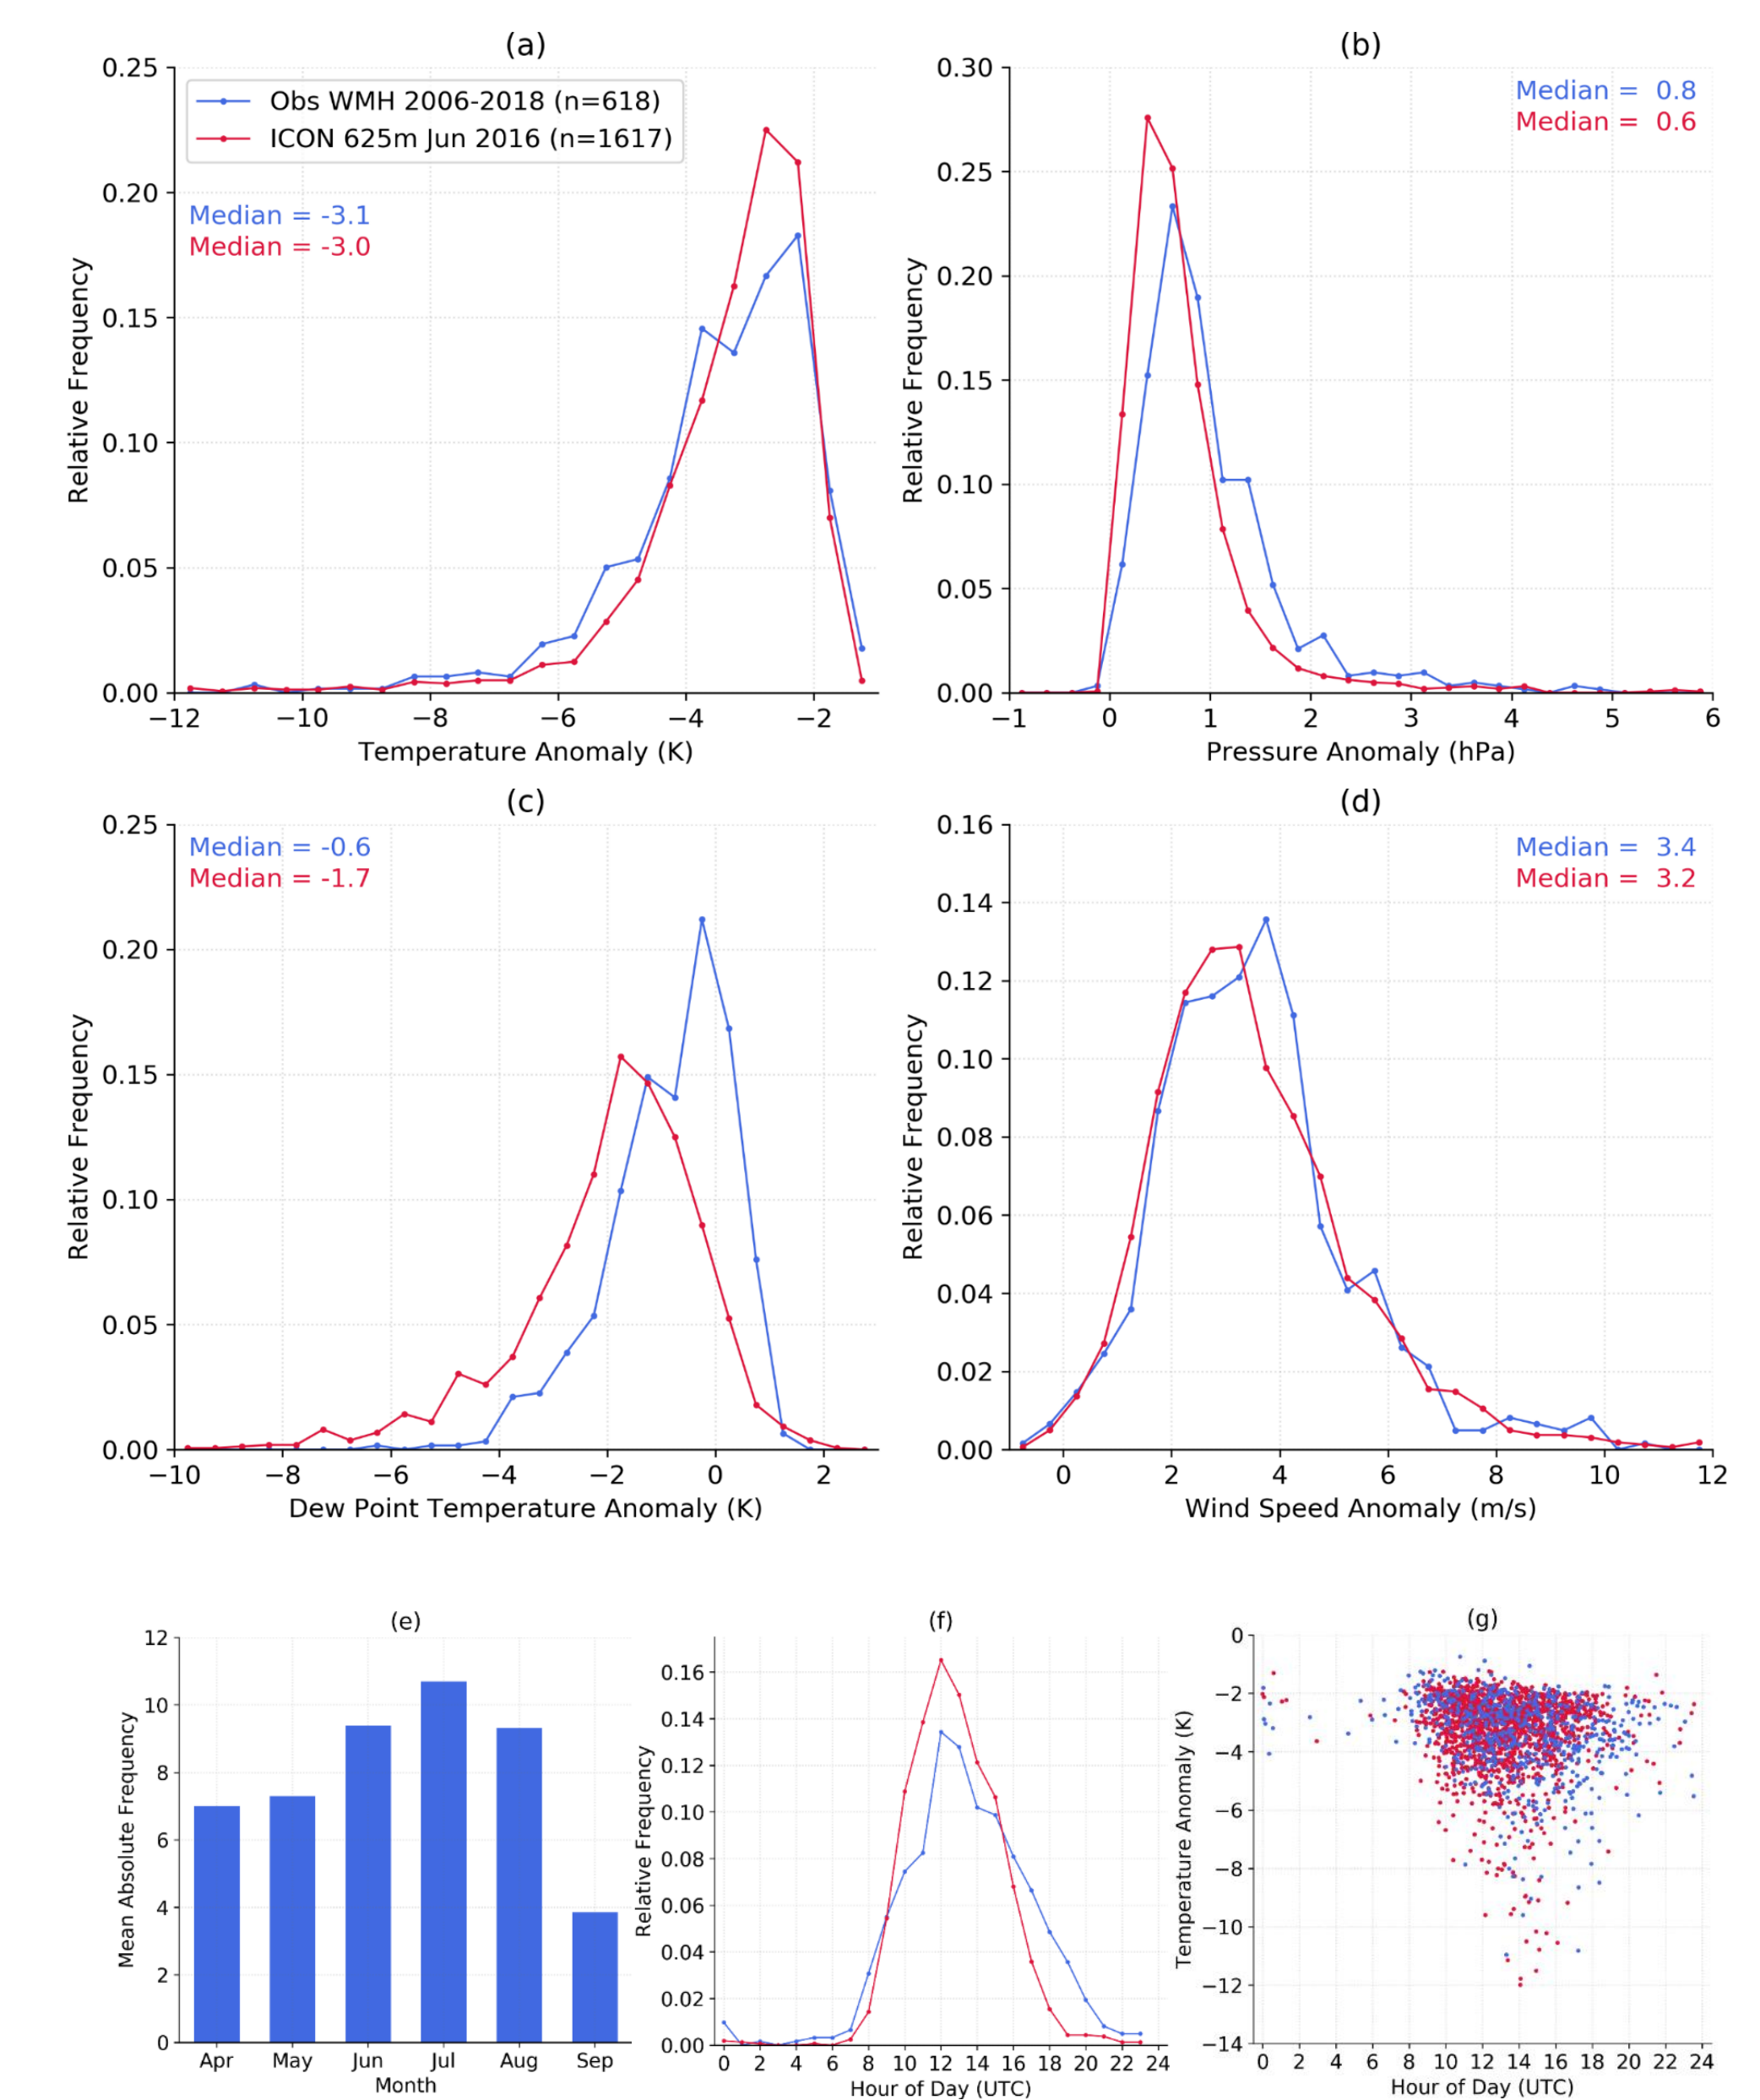 (a)
0.25
0.20
0.15
0.10
0.05
0.00
Relative Frequency
Obs WMH 2006-2018 (n=618)
ICON 625m Jun 2016 (n=1617)
Median = -3.1
Median = -3.0
−12 −10 −8 −6 −4 −2
Temperature Anomaly (K)
(b)
0.30
0.25
0.20
0.15
0.10
0.05
0.00
Relative Frequency
Median = 0.8
Median = 0.6
−1 0 1 2 3 4 5 6
Pressure Anomaly (hPa)
(c)
0.25
0.20
0.15
0.10
0.05
0.00
Relative Frequency
Median = -0.6
Median = -1.7
−10 −8 −6 −4 −2 0 2
Dew Point Temperature Anomaly (K)
(d)
0.16
0.14
0.12
0.10
0.08
0.06
0.04
0.02
0.00
Relative Frequency
Median = 3.4
Median = 3.2
0 2 4 6 8 10 12
Wind Speed Anomaly (m/s)
(e)
12
10
8
6
4
2
0
Mean Absolute Frequency
Apr May Jun Jul Aug Sep
Month
(f)
0.16
0.14
0.12
0.10
0.08
0.06
0.04
0.02
0.00
Relative Frequency
0 2 4 6 8 10 12 14 16 18 20 22 24
Hour of Day (UTC)
(g)
0
−2
−4
−6
−8
−10
−12
−14
Temperature Anomaly (K)
0 2 4 6 8 10 12 14 16 18 20 22 24
Hour of Day (UTC)